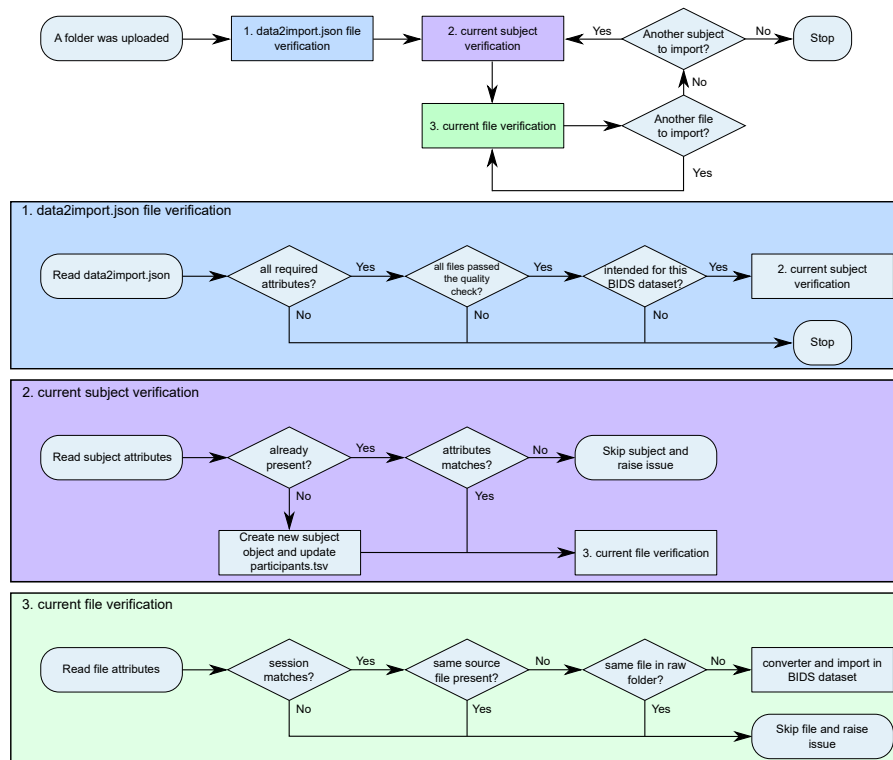 A folder was uploaded
1. data2import.json file
verification
2. current subject
verification
Yes
Another subject
to import?
No
Stop
No
3. current file verification
Another file
to import?
Yes
1. data2import.json file verification
Read data2import.json
all required
attributes?
Yes
all files passed
the quality
check?
Yes
intended for this
BIDS dataset?
Yes
2. current subject
verification
No
No
No
Stop
2. current subject verification
Read subject attributes
already
present?
Yes
attributes
matches?
No
Skip subject and
raise issue
No
Yes
Create new subject
object and update
participants.tsv
3. current file verification
3. current file verification
Read file attributes
session
matches?
Yes
same source
file present?
No
same file in raw
folder?
No
converter and import in
BIDS dataset
No
Yes
Yes
Skip file and raise
issue